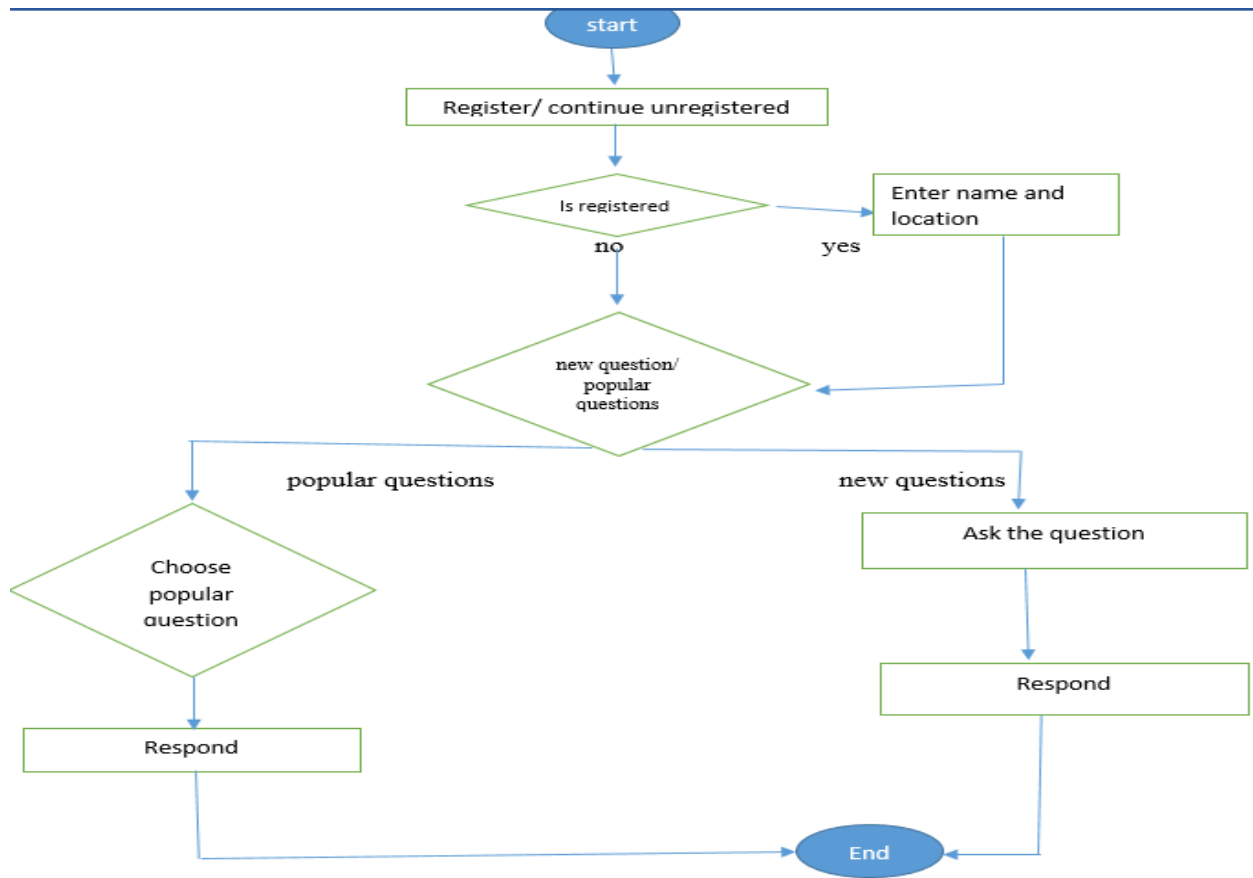 start
Register/ continue unregistered
Is registered
Enter name and
location
no
yes
new question/
popular
questions
popular questions
new questions
Ask the question
Choose
popular
question
Respond
Respond
End